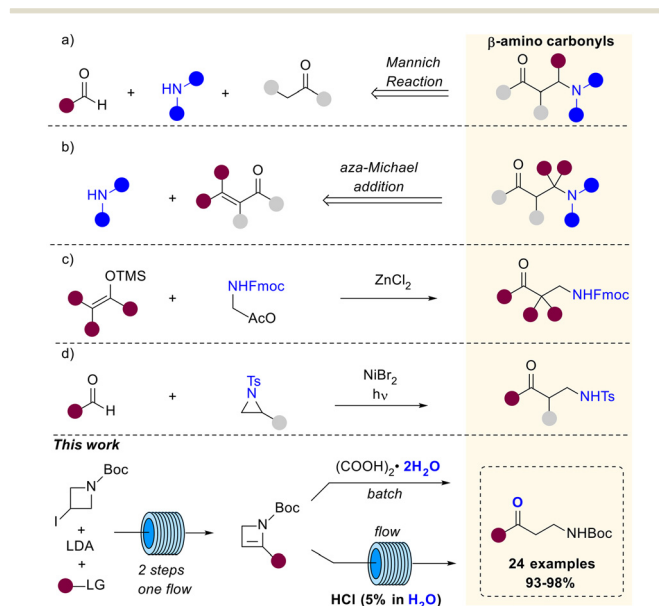 a)
β-amino carbonyls
O
H
+
HN
+
O
Mannich
Reaction
O
N
b)
HN
+
O
aza-Michael
addition
O
N
c)
OTMS
+
NHFmoc
AcO
ZnCl2
O
NHFmoc
d)
O
H
+
Ts
N
NiBr2
hν
O
NHTs
This work
Boc
N
I
+
LDA
+
LG
2 steps
one flow
Boc
N
(COOH)2• 2H2O
batch
flow
HCl (5% in H2O)
O
NHBoc
24 examples
93-98%